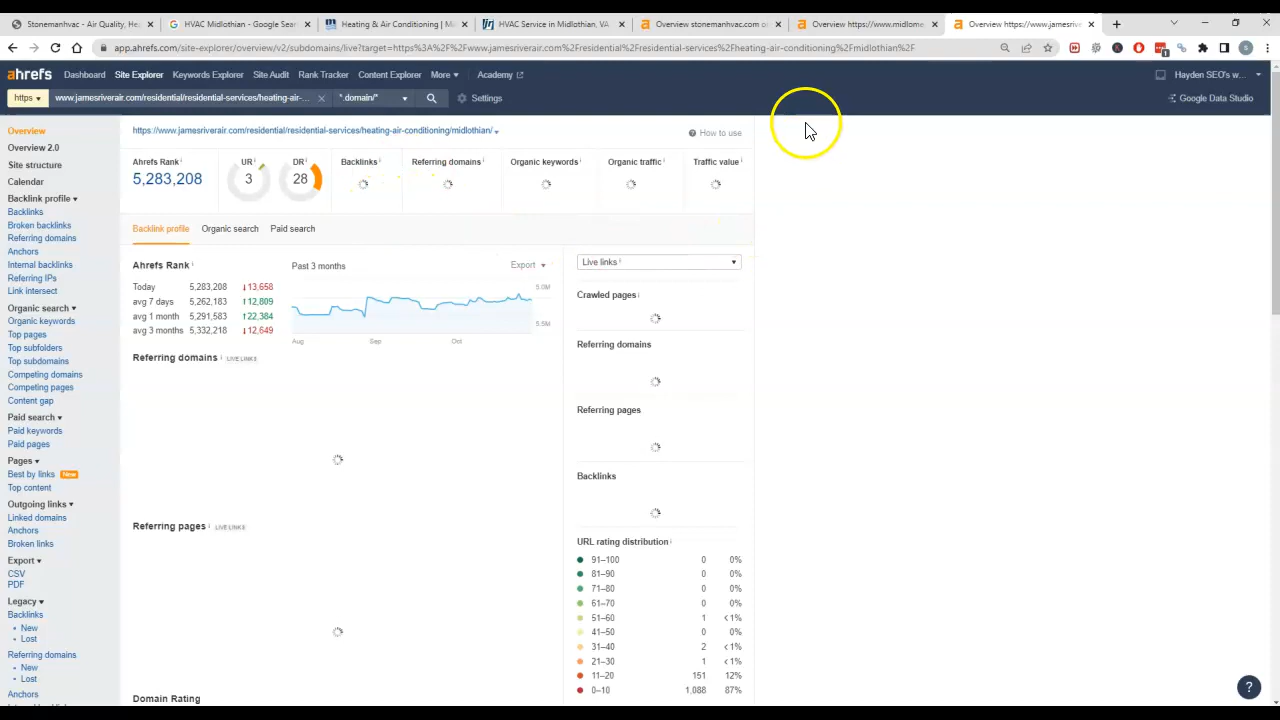 Stonemanhvac - Air Quality, He
HVAC Midlothian - Google Sear
Heating & Air Conditioning | Mi
HVAC Service in Midlothian, VA
Overview stonemanhvac.com o
Overview https://www.midlome
Overview https://www.jamesrive
app.ahrefs.com/site-explorer/overview/v2/subdomains/live?target=https%3A%2F%2Fwww.jamesriverair.com%2Fresidential%2Fresidential-services%2Fheating-air-conditioning%2Fmidlothian%2F
ahrefs Dashboard Site Explorer Keywords Explorer Site Audit Rank Tracker Content Explorer More Academy Hayden SEO's w...
https www.jamesriverair.com/residential/residential-services/heating-air-... *.domain/* Settings Google Data Studio
Overview
Overview 2.0
Site structure
Calendar
Backlink profile
Backlinks
Broken backlinks
Referring domains
Anchors
Internal backlinks
Referring IPs
Link intersect
Organic search
Organic keywords
Top pages
Top subfolders
Top subdomains
Competing domains
Competing pages
Content gap
Paid search
Paid keywords
Paid pages
Pages
Best by links New
Top content
Outgoing links
Linked domains
Anchors
Broken links
Export
CSV
PDF
Legacy
Backlinks
New
Lost
Referring domains
New
Lost
Anchors
https://www.jamesriverair.com/residential/residential-services/heating-air-conditioning/midlothian/
How to use
Ahrefs Rank UR DR Backlinks Referring domains Organic keywords Organic traffic Traffic value
5,283,208 3 28
Backlink profile Organic search Paid search
Ahrefs Rank Past 3 months Export
Today 5,283,208 ↓13,658
avg 7 days 5,262,183 ↑12,809
avg 1 month 5,291,583 ↑22,384
avg 3 months 5,332,218 ↓12,649
5.0M
5.5M
Aug Sep Oct
Referring domains LIVE LINKS
Referring pages LIVE LINKS
Domain Rating
Live links
Crawled pages
Referring domains
Referring pages
Backlinks
URL rating distribution
91–100 0 0%
81–90 0 0%
71–80 0 0%
61–70 0 0%
51–60 1 <1%
41–50 0 0%
31–40 2 <1%
21–30 1 <1%
11–20 151 12%
0–10 1,088 87%
?